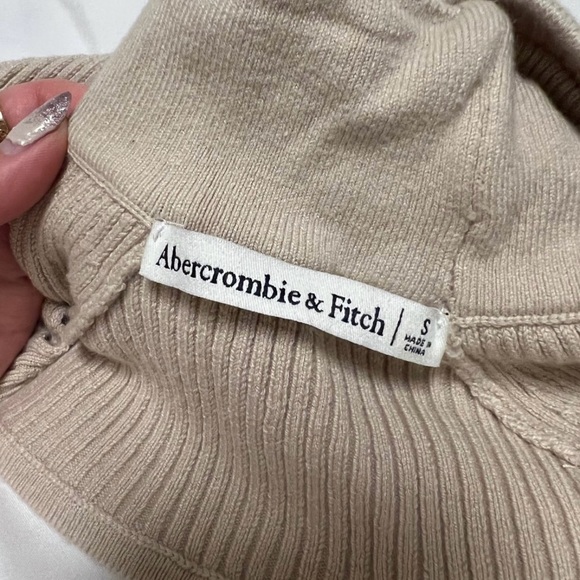 Abercrombie & Fitch
S
MADE IN
CHINA